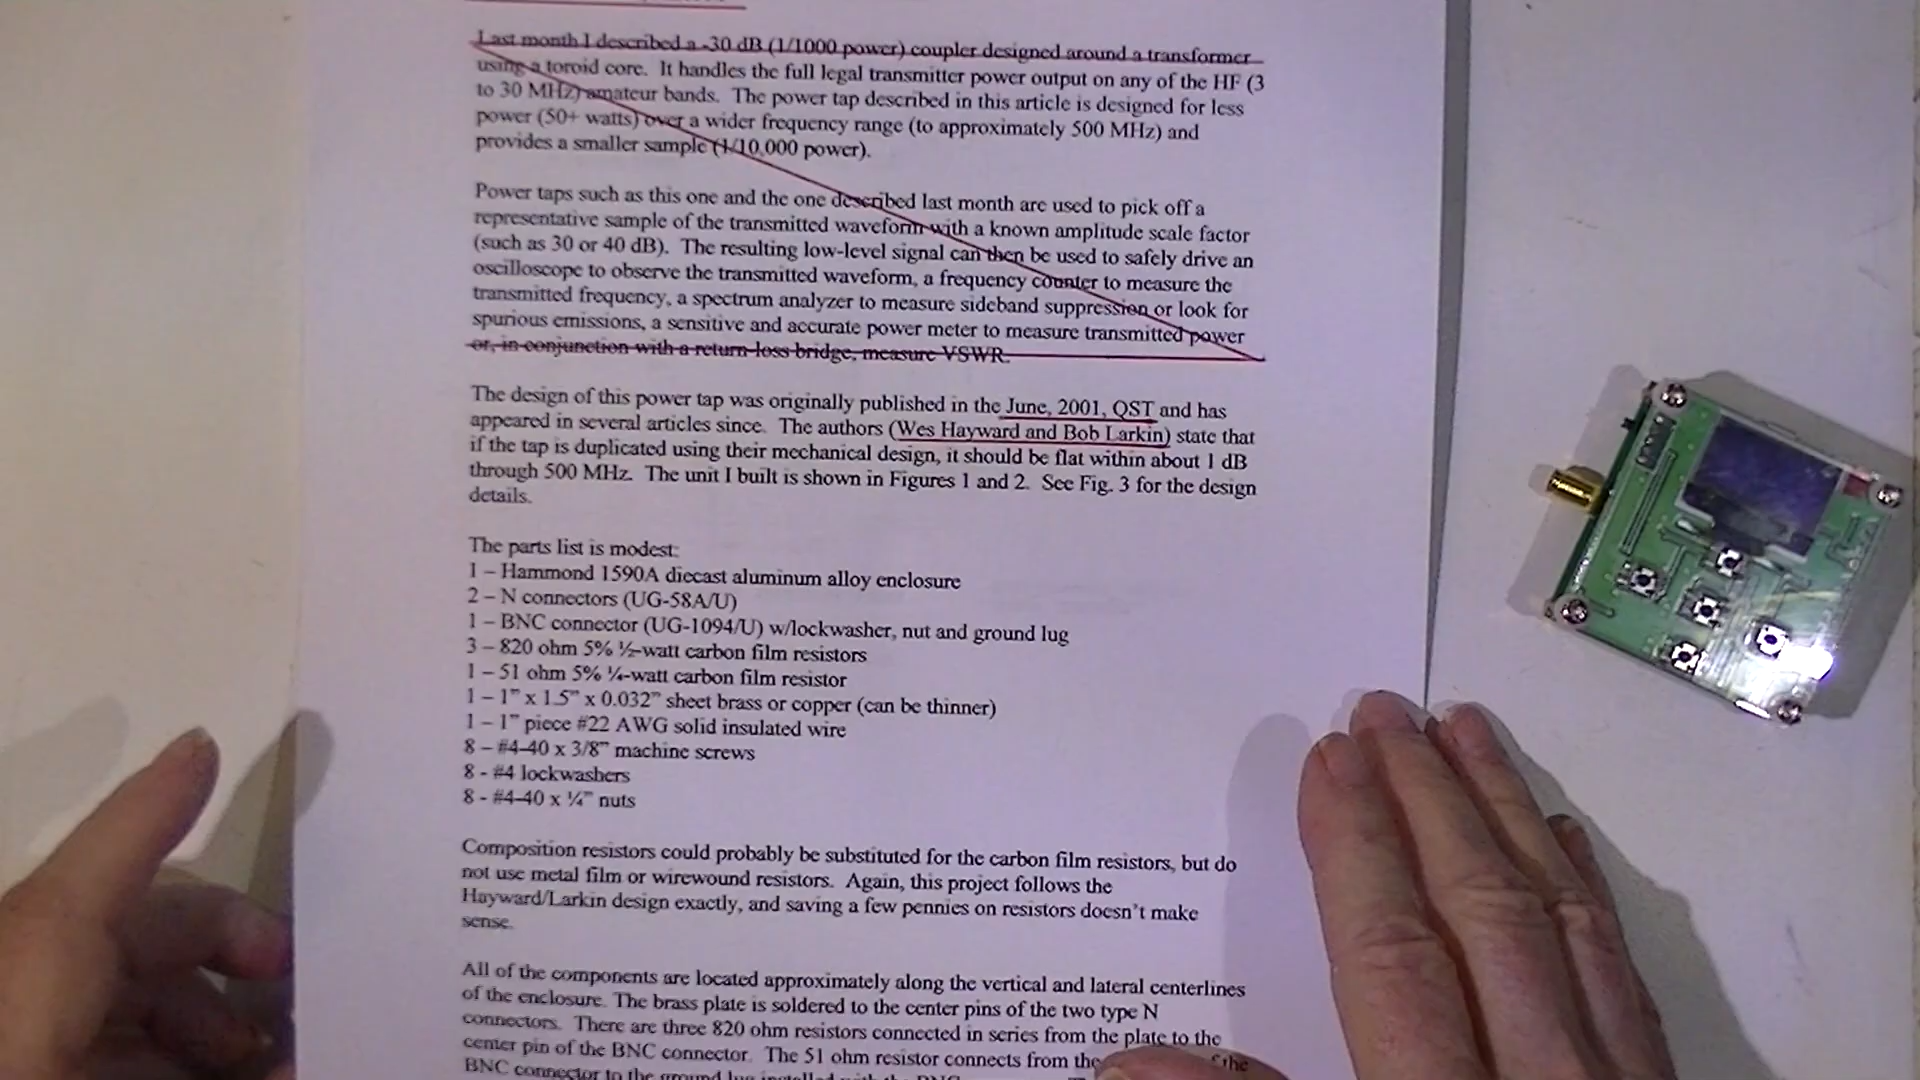 Last month I described a -30 dB (1/1000 power) coupler designed around a transformer
using a toroid core. It handles the full legal transmitter power output on any of the HF (3
to 30 MHz) amateur bands. The power tap described in this article is designed for less
power (50+ watts) over a wider frequency range (to approximately 500 MHz) and
provides a smaller sample (1/10,000 power).
Power taps such as this one and the one described last month are used to pick off a
representative sample of the transmitted waveform with a known amplitude scale factor
(such as 30 or 40 dB). The resulting low-level signal can then be used to safely drive an
oscilloscope to observe the transmitted waveform, a frequency counter to measure the
transmitted frequency, a spectrum analyzer to measure sideband suppression or look for
spurious emissions, a sensitive and accurate power meter to measure transmitted power
or, in conjunction with a return loss bridge, measure VSWR.
The design of this power tap was originally published in the June, 2001, QST and has
appeared in several articles since. The authors (Wes Hayward and Bob Larkin) state that
if the tap is duplicated using their mechanical design, it should be flat within about 1 dB
through 500 MHz. The unit I built is shown in Figures 1 and 2. See Fig. 3 for the design
details.
The parts list is modest:
1 – Hammond 1590A diecast aluminum alloy enclosure
2 – N connectors (UG-58A/U)
1 – BNC connector (UG-1094/U) w/lockwasher, nut and ground lug
3 – 820 ohm 5% ½-watt carbon film resistors
1 – 51 ohm 5% ¼-watt carbon film resistor
1 – 1” x 1.5” x 0.032” sheet brass or copper (can be thinner)
1 – 1” piece #22 AWG solid insulated wire
8 – #4-40 x 3/8” machine screws
8 - #4 lockwashers
8 - #4-40 x ¼” nuts
Composition resistors could probably be substituted for the carbon film resistors, but do
not use metal film or wirewound resistors. Again, this project follows the
Hayward/Larkin design exactly, and saving a few pennies on resistors doesn’t make
sense.
All of the components are located approximately along the vertical and lateral centerlines
of the enclosure. The brass plate is soldered to the center pins of the two type N
connectors. There are three 820 ohm resistors connected in series from the plate to the
center pin of the BNC connector. The 51 ohm resistor connects from the the
BNC connector to the ground lug installed with the BNC